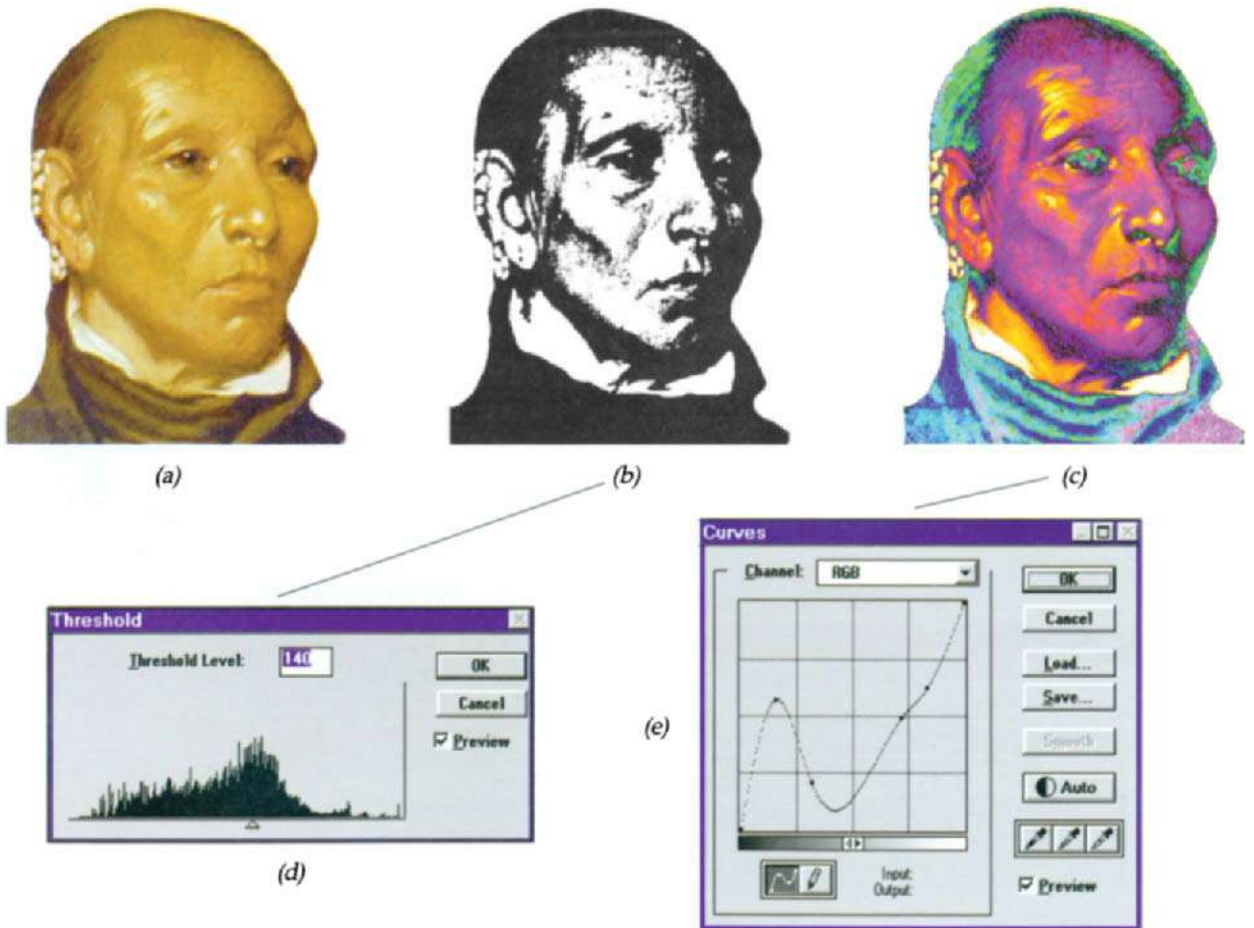 (a)
(b)
(c)
Threshold
Threshold Level: 140
OK
Cancel
Preview
(d)
(e)
Curves
Channel: RGB
OK
Cancel
Load...
Save...
Smooth
Auto
Input:
Output:
Preview